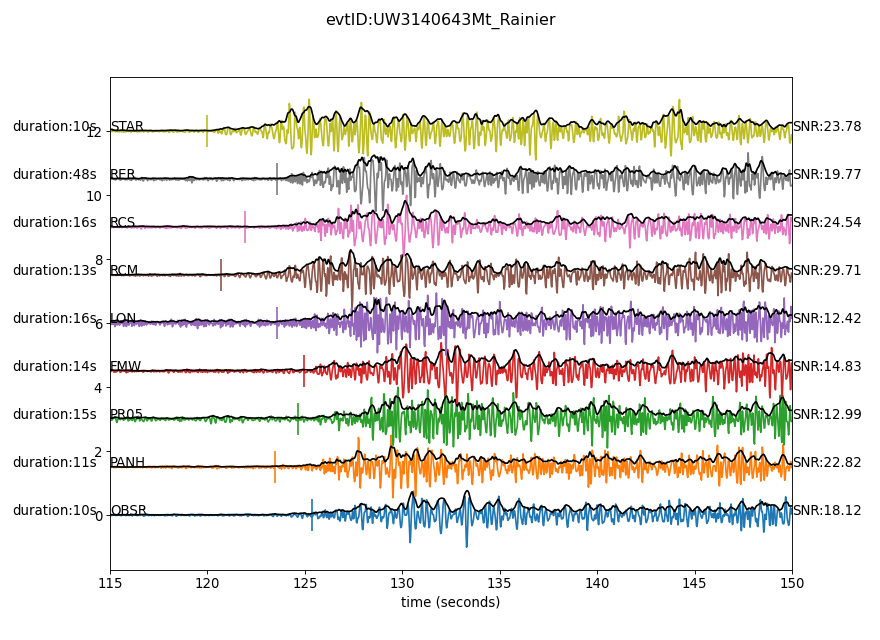 evtID:UW3140643Mt_Rainier
duration:10s STAR SNR:23.78
12
duration:48s RER SNR:19.77
10
duration:16s RCS SNR:24.54
8
duration:13s RCM SNR:29.71
duration:16s LON SNR:12.42
6
duration:14s FMW SNR:14.83
4
duration:15s PR05 SNR:12.99
2
duration:11s PANH SNR:22.82
duration:10s OBSR SNR:18.12
0
115 120 125 130 135 140 145 150
time (seconds)